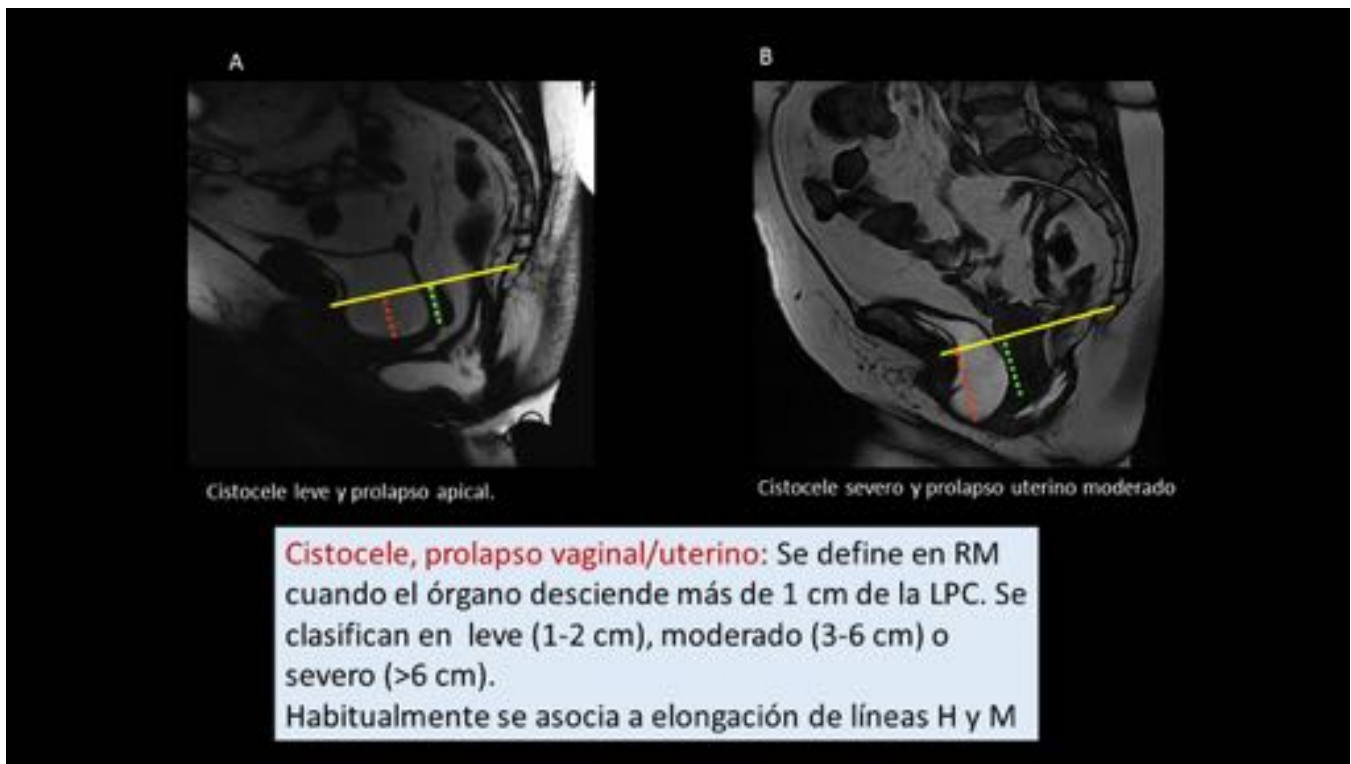 A
B
Cistocele leve y prolapso apical.
Cistocele severo y prolapso uterino moderado
Cistocele, prolapso vaginal/uterino: Se define en RM
cuando el órgano desciende más de 1 cm de la LPC. Se
clasifican en leve (1-2 cm), moderado (3-6 cm) o
severo (>6 cm).
Habitualmente se asocia a elongación de líneas H y M